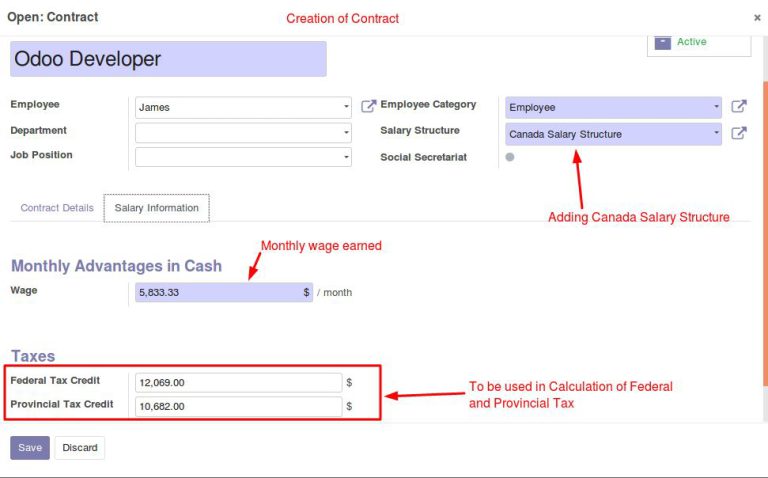 Open: Contract
Creation of Contract
×
Odoo Developer
Active
Employee
James
Employee Category
Employee
Department
Salary Structure
Canada Salary Structure
Job Position
Social Secretariat
Contract Details
Salary Information
Adding Canada Salary Structure
Monthly wage earned
Monthly Advantages in Cash
Wage
5,833.33
$
/ month
Taxes
Federal Tax Credit
12,069.00
$
To be used in Calculation of Federal
and Provincial Tax
Provincial Tax Credit
10,682.00
$
Save
Discard